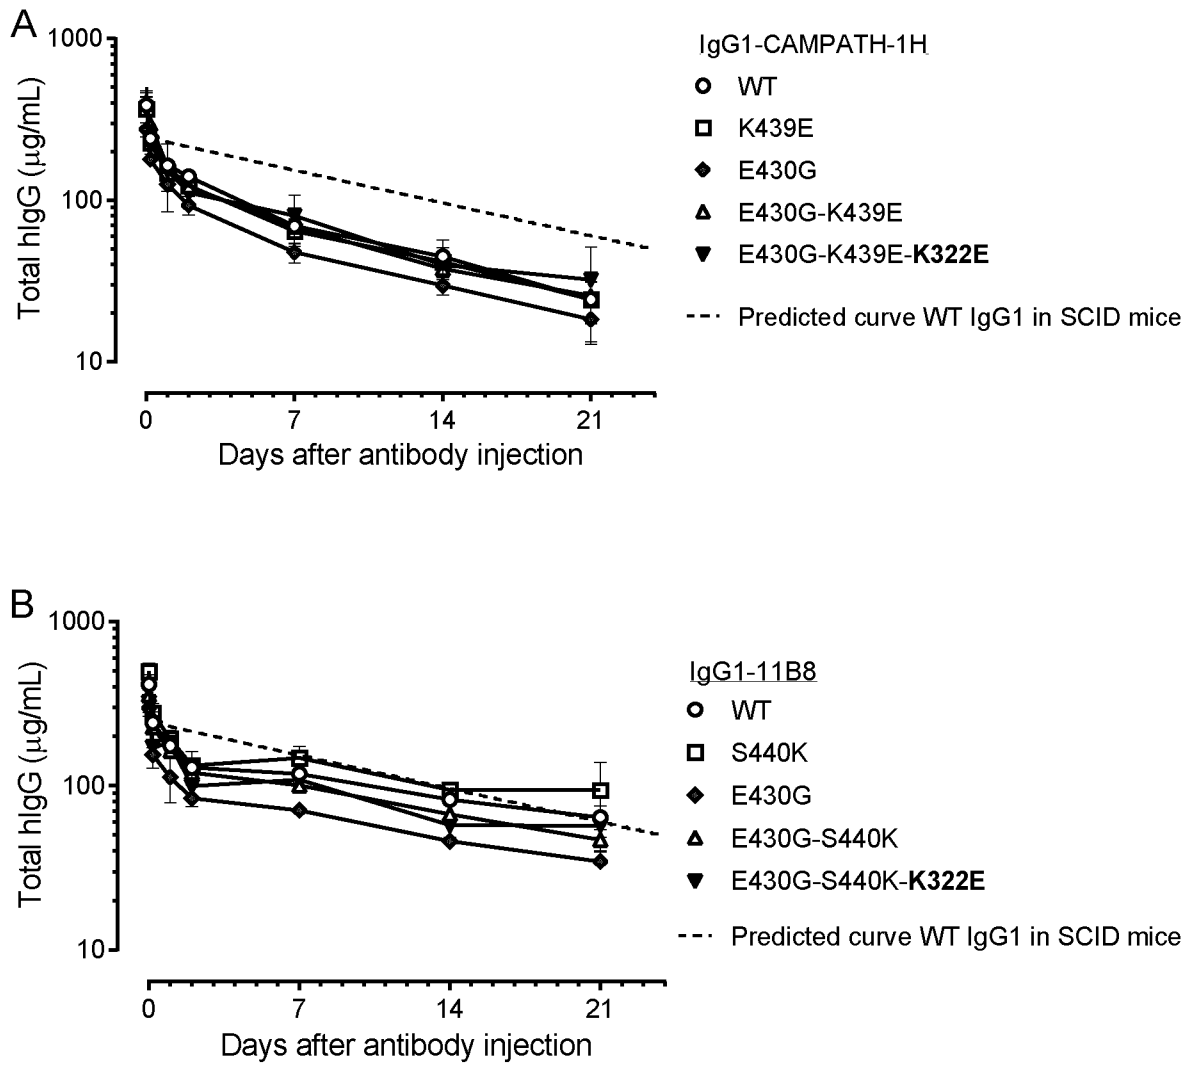 A
1000
100
10
Total hIgG (µg/mL)
0 7 14 21
Days after antibody injection
IgG1-CAMPATH-1H
WT
K439E
E430G
E430G-K439E
E430G-K439E-K322E
Predicted curve WT IgG1 in SCID mice
B
1000
100
10
Total hIgG (µg/mL)
0 7 14 21
Days after antibody injection
IgG1-11B8
WT
S440K
E430G
E430G-S440K
E430G-S440K-K322E
Predicted curve WT IgG1 in SCID mice